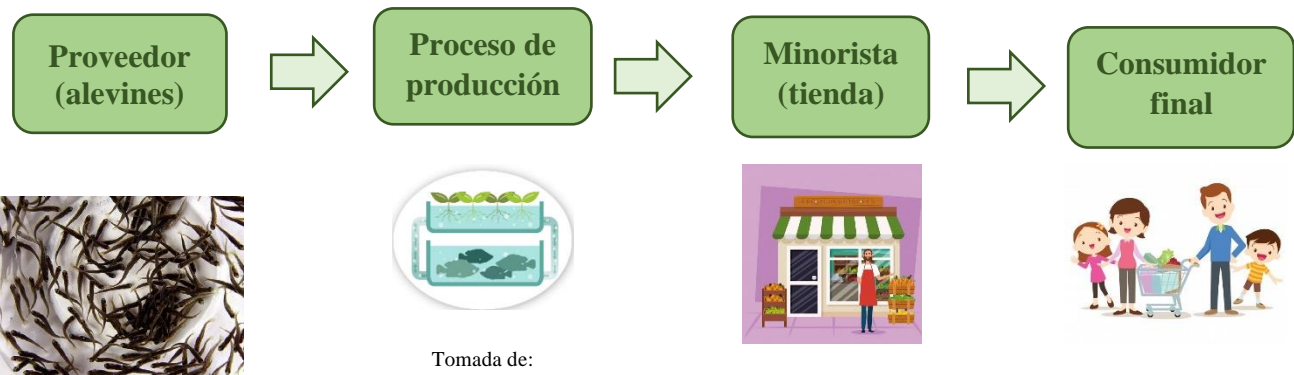 Proveedor
(alevines)
Proceso de
producción
Minorista
(tienda)
Consumidor
final
Tomada de: